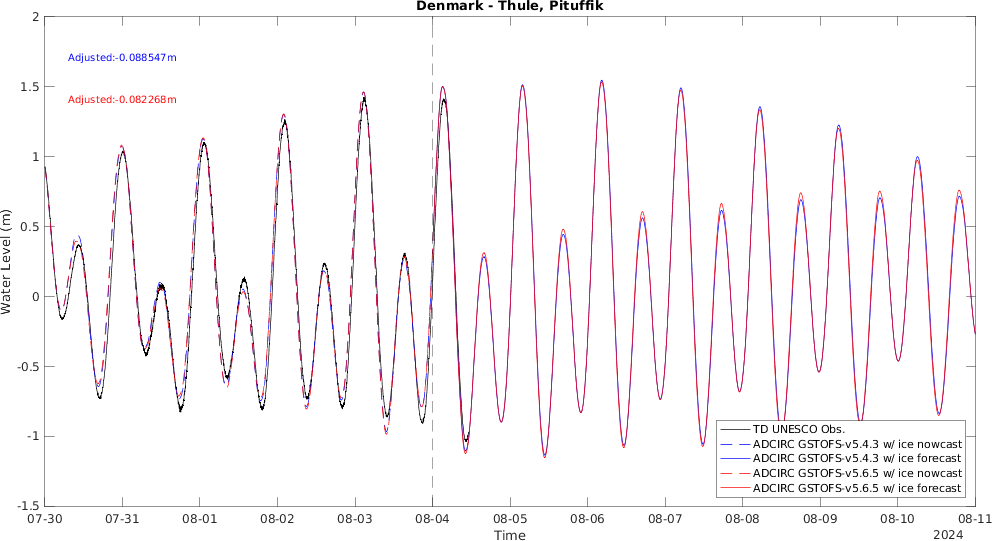 Denmark - Thule, Pituffik
Adjusted:-0.088547m
Adjusted:-0.082268m
Water Level (m)
2
1.5
1
0.5
0
-0.5
-1
-1.5
TD UNESCO Obs.
ADCIRC GSTOFS-v5.4.3 w/ ice nowcast
ADCIRC GSTOFS-v5.4.3 w/ ice forecast
ADCIRC GSTOFS-v5.6.5 w/ ice nowcast
ADCIRC GSTOFS-v5.6.5 w/ ice forecast
07-30 07-31 08-01 08-02 08-03 08-04 08-05 08-06 08-07 08-08 08-09 08-10 08-11
Time
2024